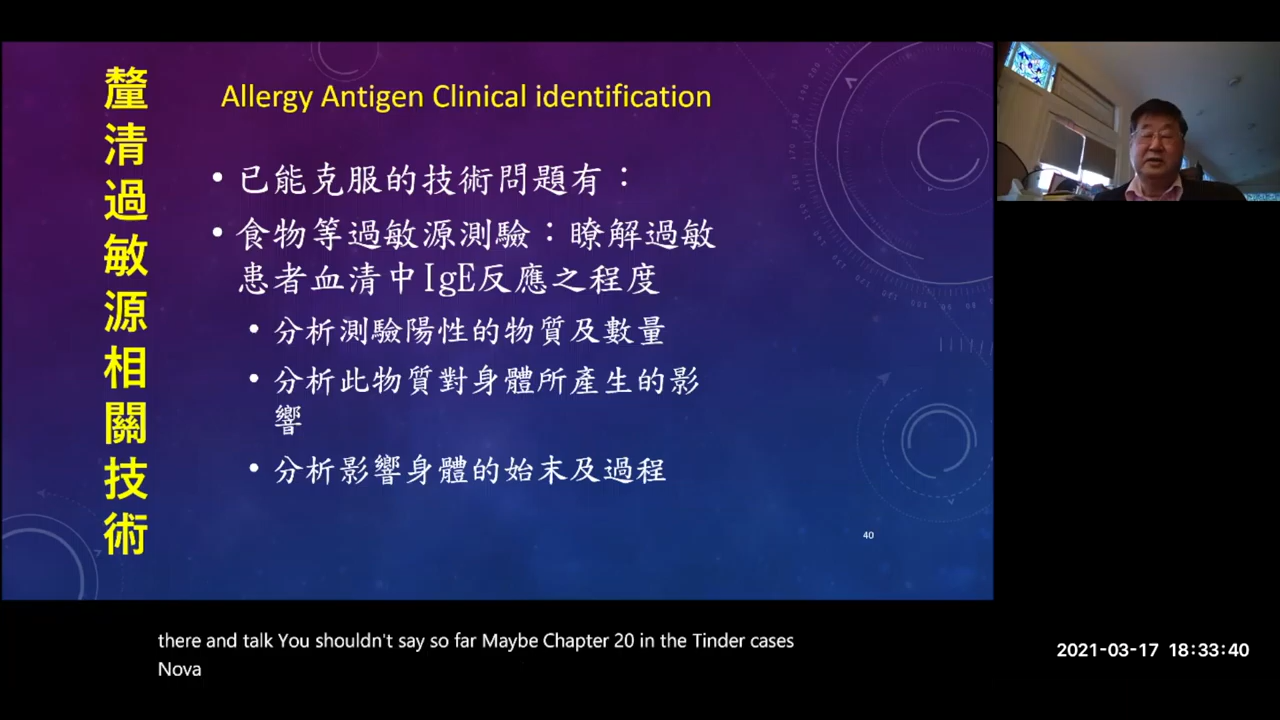 釐清過敏源相關技術
Allergy Antigen Clinical identification
• 已能克服的技術問題有：
• 食物等過敏源測驗：瞭解過敏
患者血清中IgE反應之程度
• 分析測驗陽性的物質及數量
• 分析此物質對身體所產生的影
響
• 分析影響身體的始末及過程
40
there and talk You shouldn't say so far Maybe Chapter 20 in the Tinder cases
Nova
2021-03-17 18:33:40